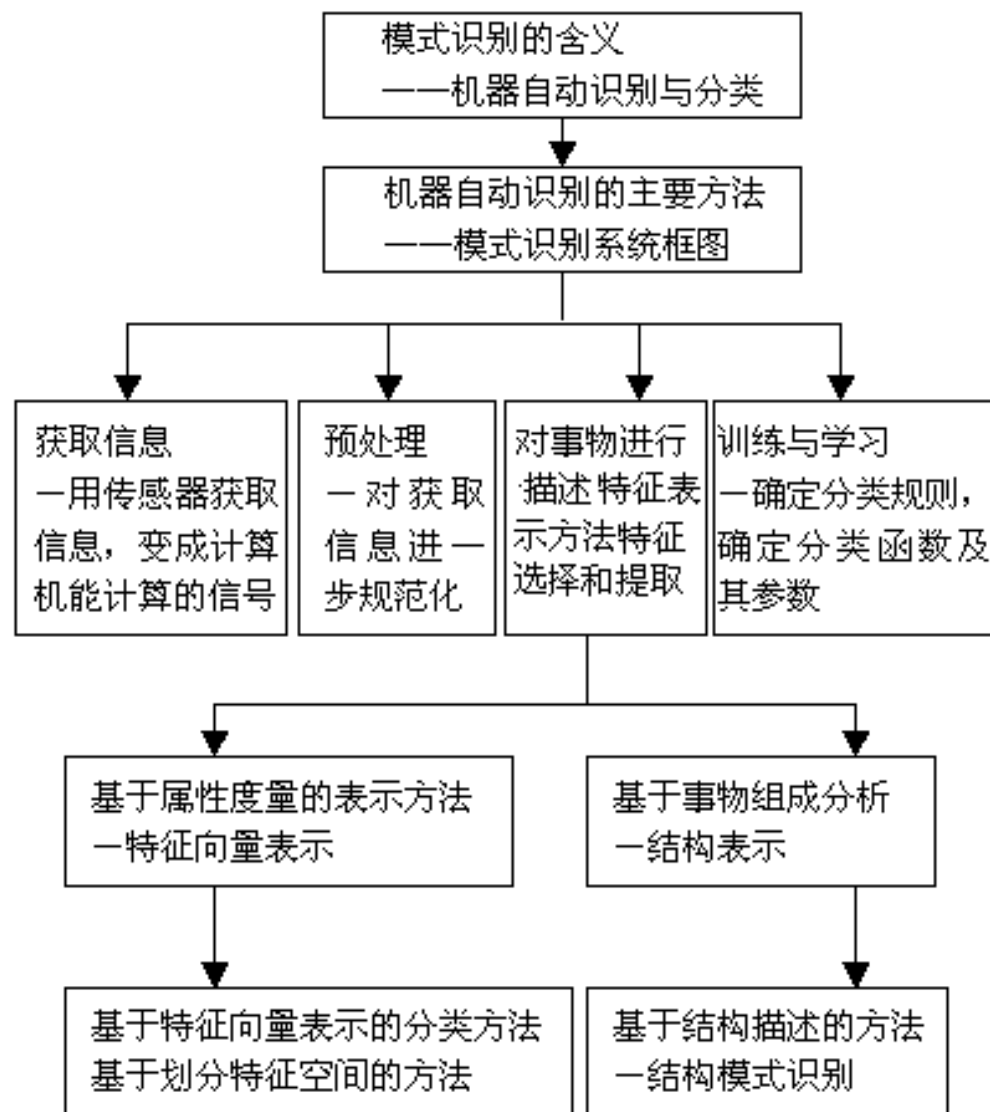 模式识别的含义
——机器自动识别与分类
机器自动识别的主要方法
——模式识别系统框图
获取信息
—用传感器获取
信息，变成计算
机能计算的信号
预处理
—对获取
信息进一
步规范化
对事物进行
描述特征表
示方法特征
选择和提取
训练与学习
—确定分类规则，
确定分类函数及
其参数
基于属性度量的表示方法
—特征向量表示
基于事物组成分析
—结构表示
基于特征向量表示的分类方法
基于划分特征空间的方法
基于结构描述的方法
—结构模式识别